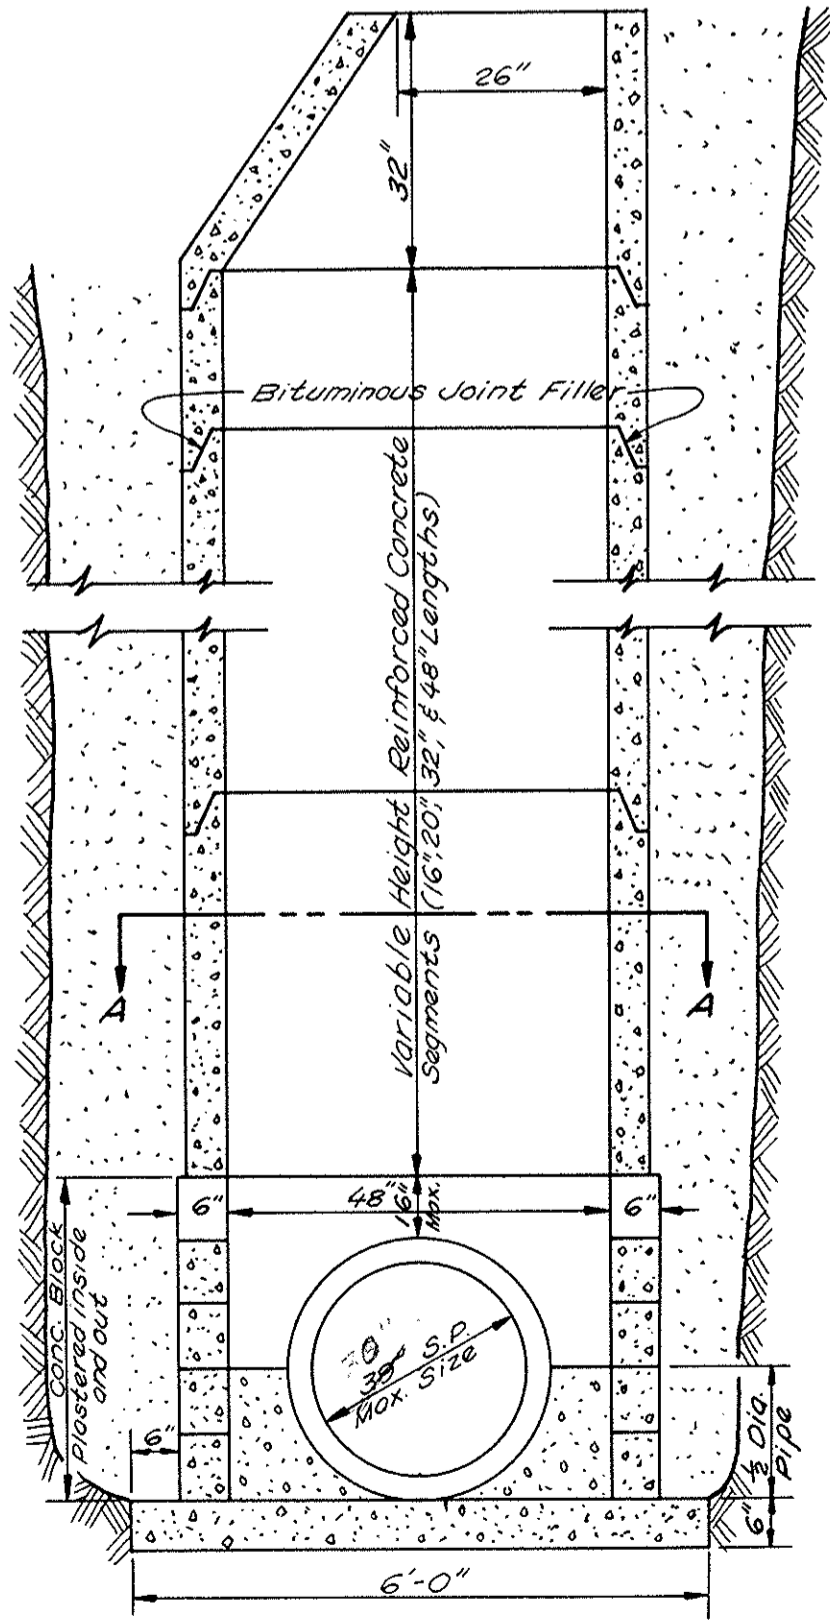 26"
32"
Bituminous Joint Filler
Variable Height Reinforced Concrete
Segments (16", 20", 32", & 48" Lengths)
A
A
6"
48"
6"
16"
Max.
Conc. Block
Plastered inside
and out
S.P.
Max. Size
6"
½ Dia.
Pipe
6"
6'-0"